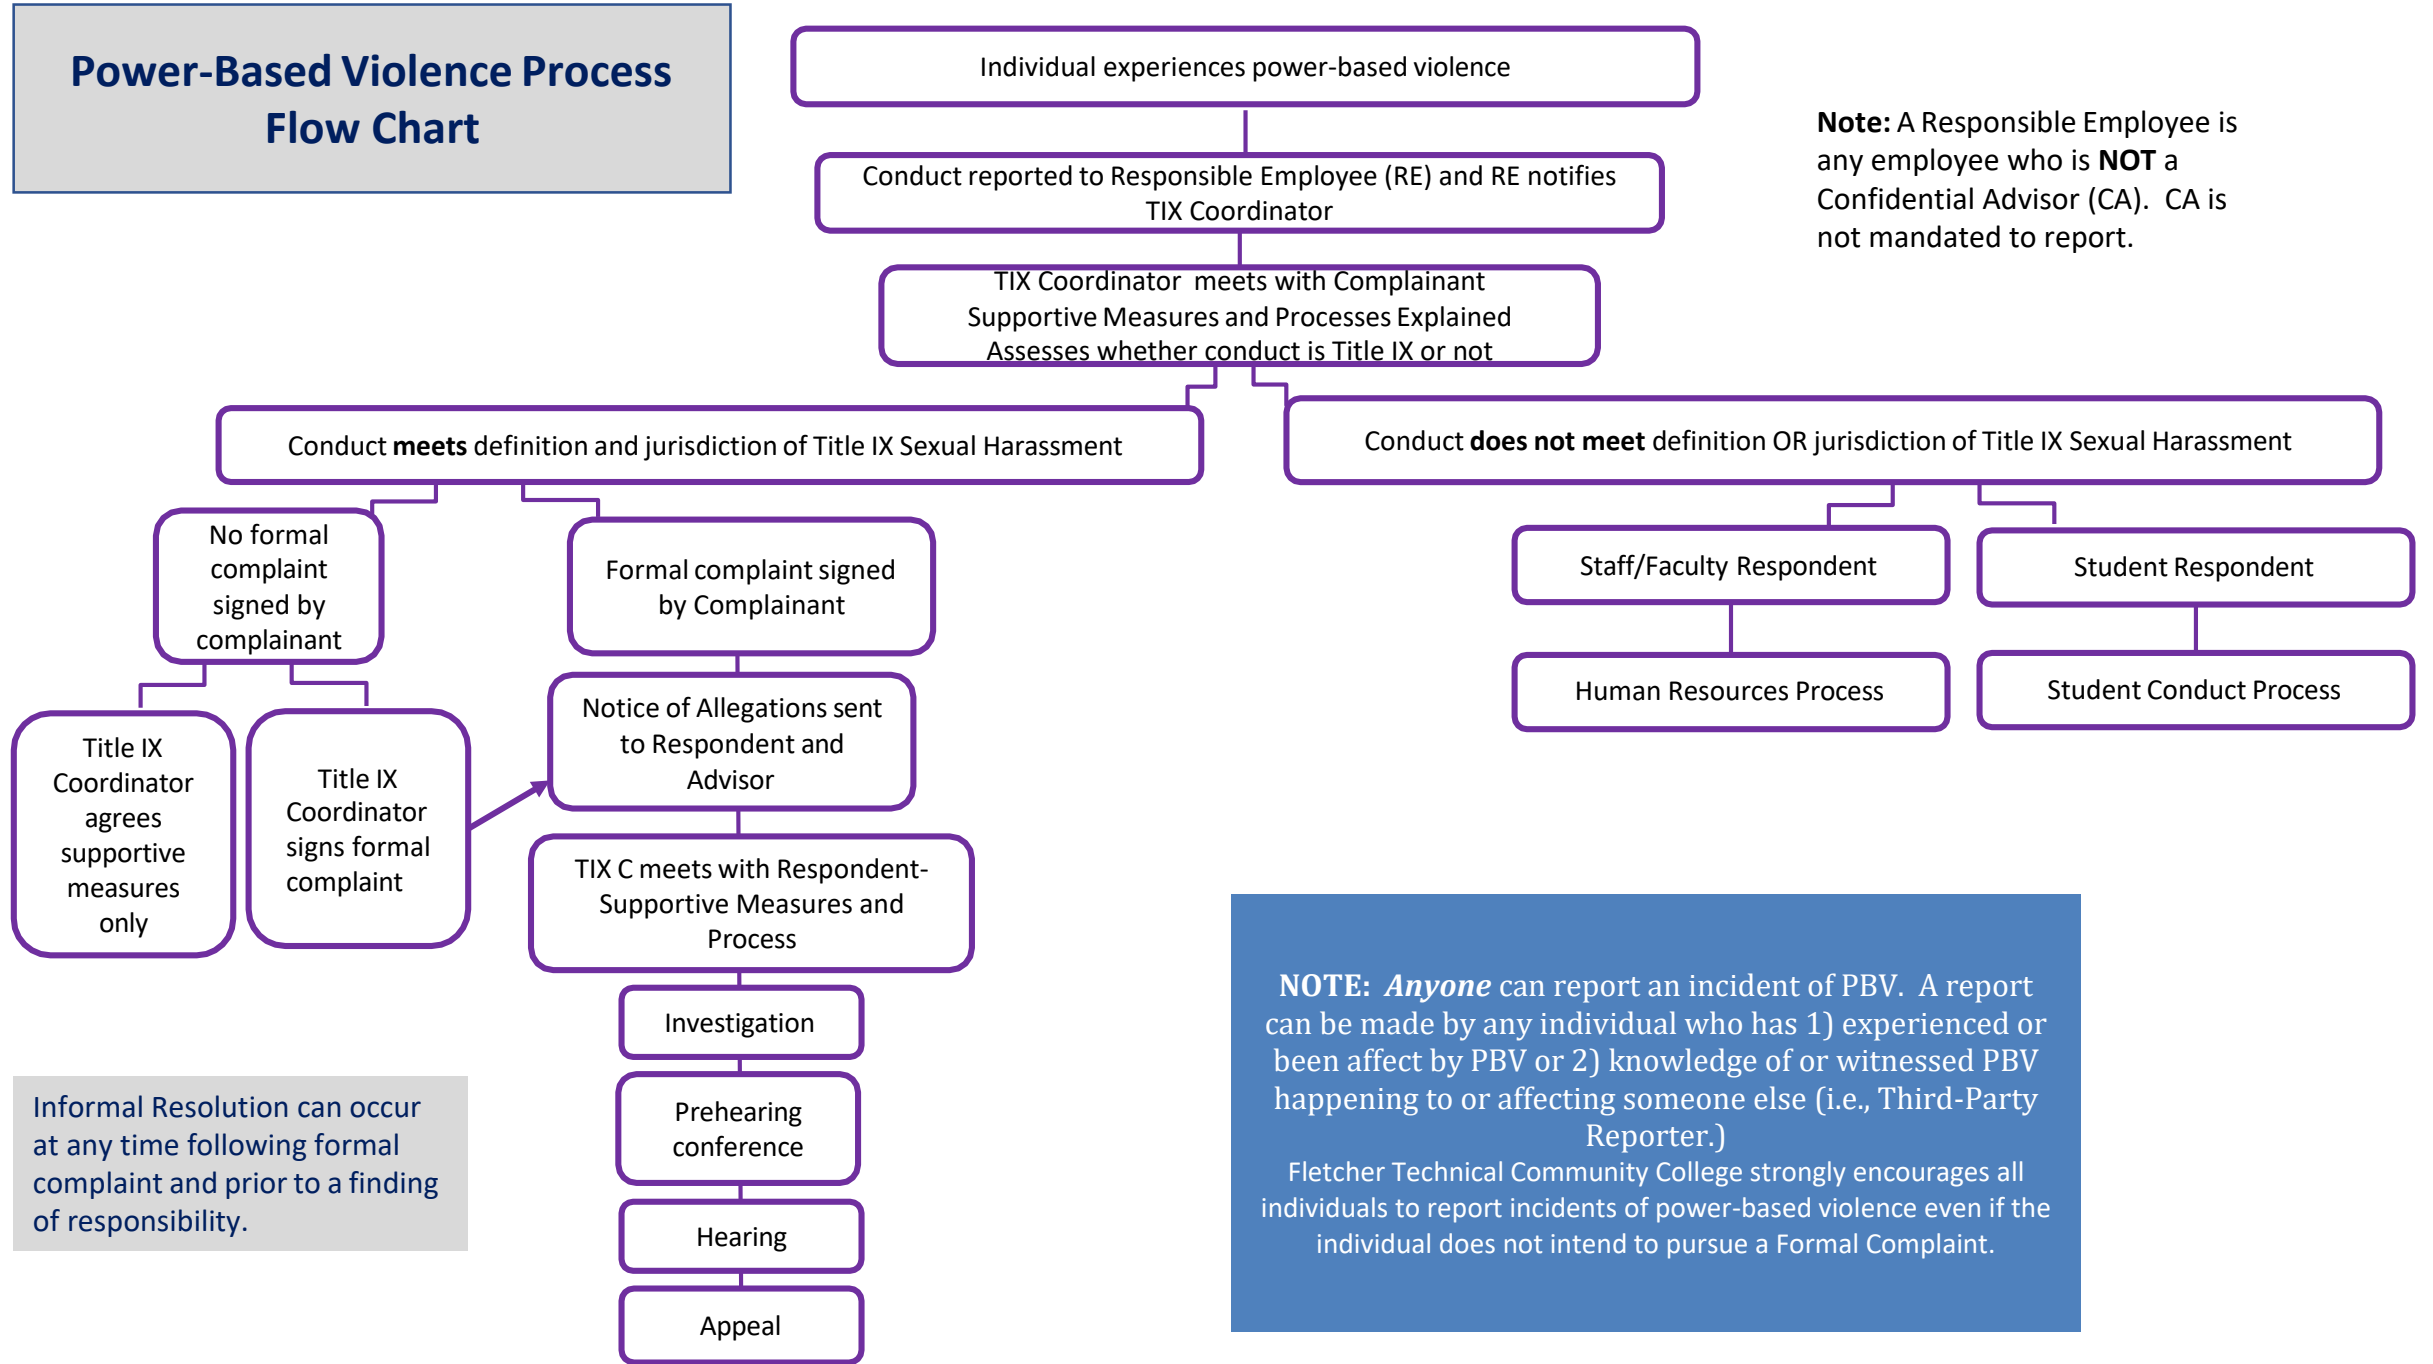 Power-Based Violence Process
Flow Chart
Individual experiences power-based violence
Note: A Responsible Employee is
any employee who is NOT a
Confidential Advisor (CA).  CA is
not mandated to report.
Conduct reported to Responsible Employee (RE) and RE notifies
TIX Coordinator
TIX Coordinator  meets with Complainant
Supportive Measures and Processes Explained
Assesses whether conduct is Title IX or not
Conduct meets definition and jurisdiction of Title IX Sexual Harassment
Conduct does not meet definition OR jurisdiction of Title IX Sexual Harassment
No formal
complaint
signed by
complainant
Formal complaint signed
by Complainant
Staff/Faculty Respondent
Student Respondent
Human Resources Process
Student Conduct Process
Title IX
Coordinator
agrees
supportive
measures
only
Title IX
Coordinator
signs formal
complaint
Notice of Allegations sent
to Respondent and
Advisor
TIX C meets with Respondent-
Supportive Measures and
Process
Investigation
Prehearing
conference
Hearing
Appeal
Informal Resolution can occur
at any time following formal
complaint and prior to a finding
of responsibility.
NOTE:  Anyone can report an incident of PBV.  A report
can be made by any individual who has 1) experienced or
been affect by PBV or 2) knowledge of or witnessed PBV
happening to or affecting someone else (i.e., Third-Party
Reporter.)
Fletcher Technical Community College strongly encourages all
individuals to report incidents of power-based violence even if the
individual does not intend to pursue a Formal Complaint.